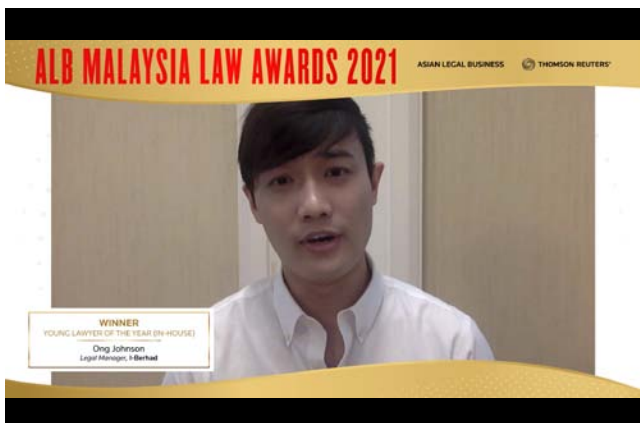 ALB MALAYSIA LAW AWARDS 2021
ASIAN LEGAL BUSINESS
THOMSON REUTERS®
WINNER
YOUNG LAWYER OF THE YEAR (IN-HOUSE)
Ong Johnson
Legal Manager, I-Berhad